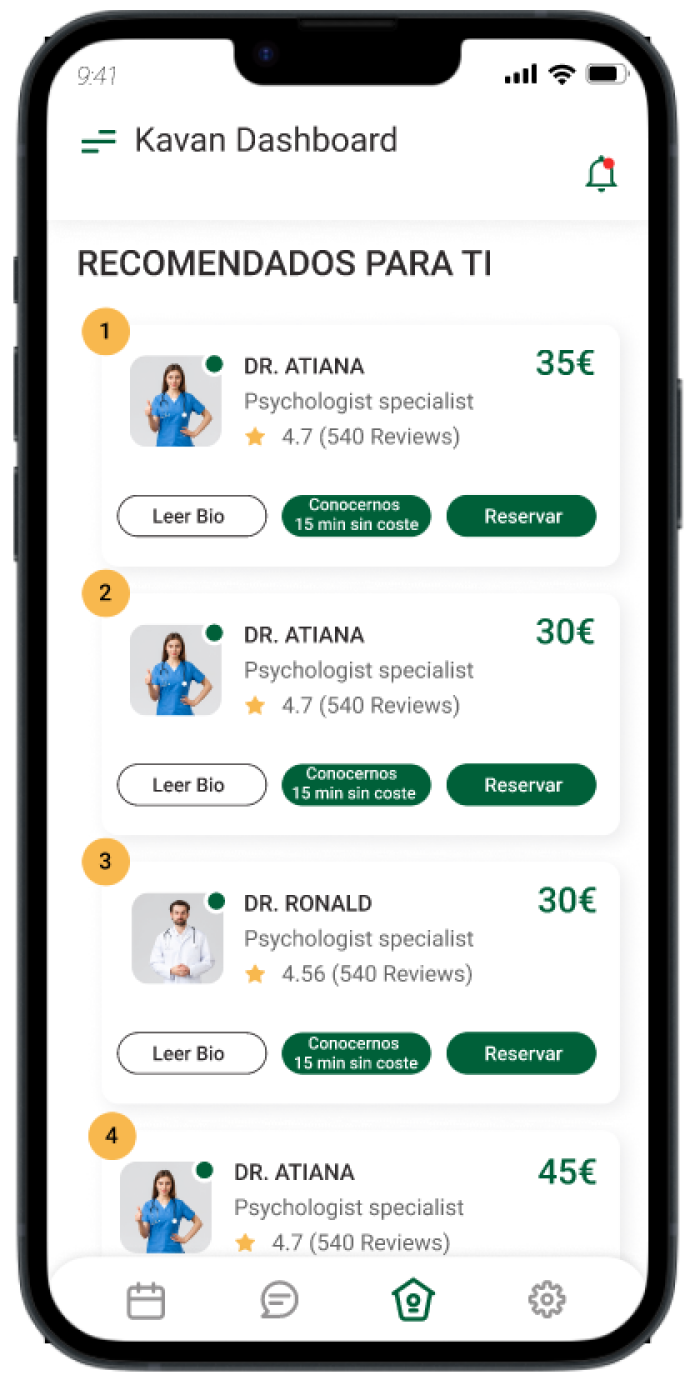 9:41
Kavan Dashboard
RECOMENDADOS PARA TI
1
DR. ATIANA
35€
Psychologist specialist
4.7 (540 Reviews)
Leer Bio
Conocernos
15 min sin coste
Reservar
2
DR. ATIANA
30€
Psychologist specialist
4.7 (540 Reviews)
Leer Bio
Conocernos
15 min sin coste
Reservar
3
DR. RONALD
30€
Psychologist specialist
4.56 (540 Reviews)
Leer Bio
Conocernos
15 min sin coste
Reservar
4
DR. ATIANA
45€
Psychologist specialist
4.7 (540 Reviews)